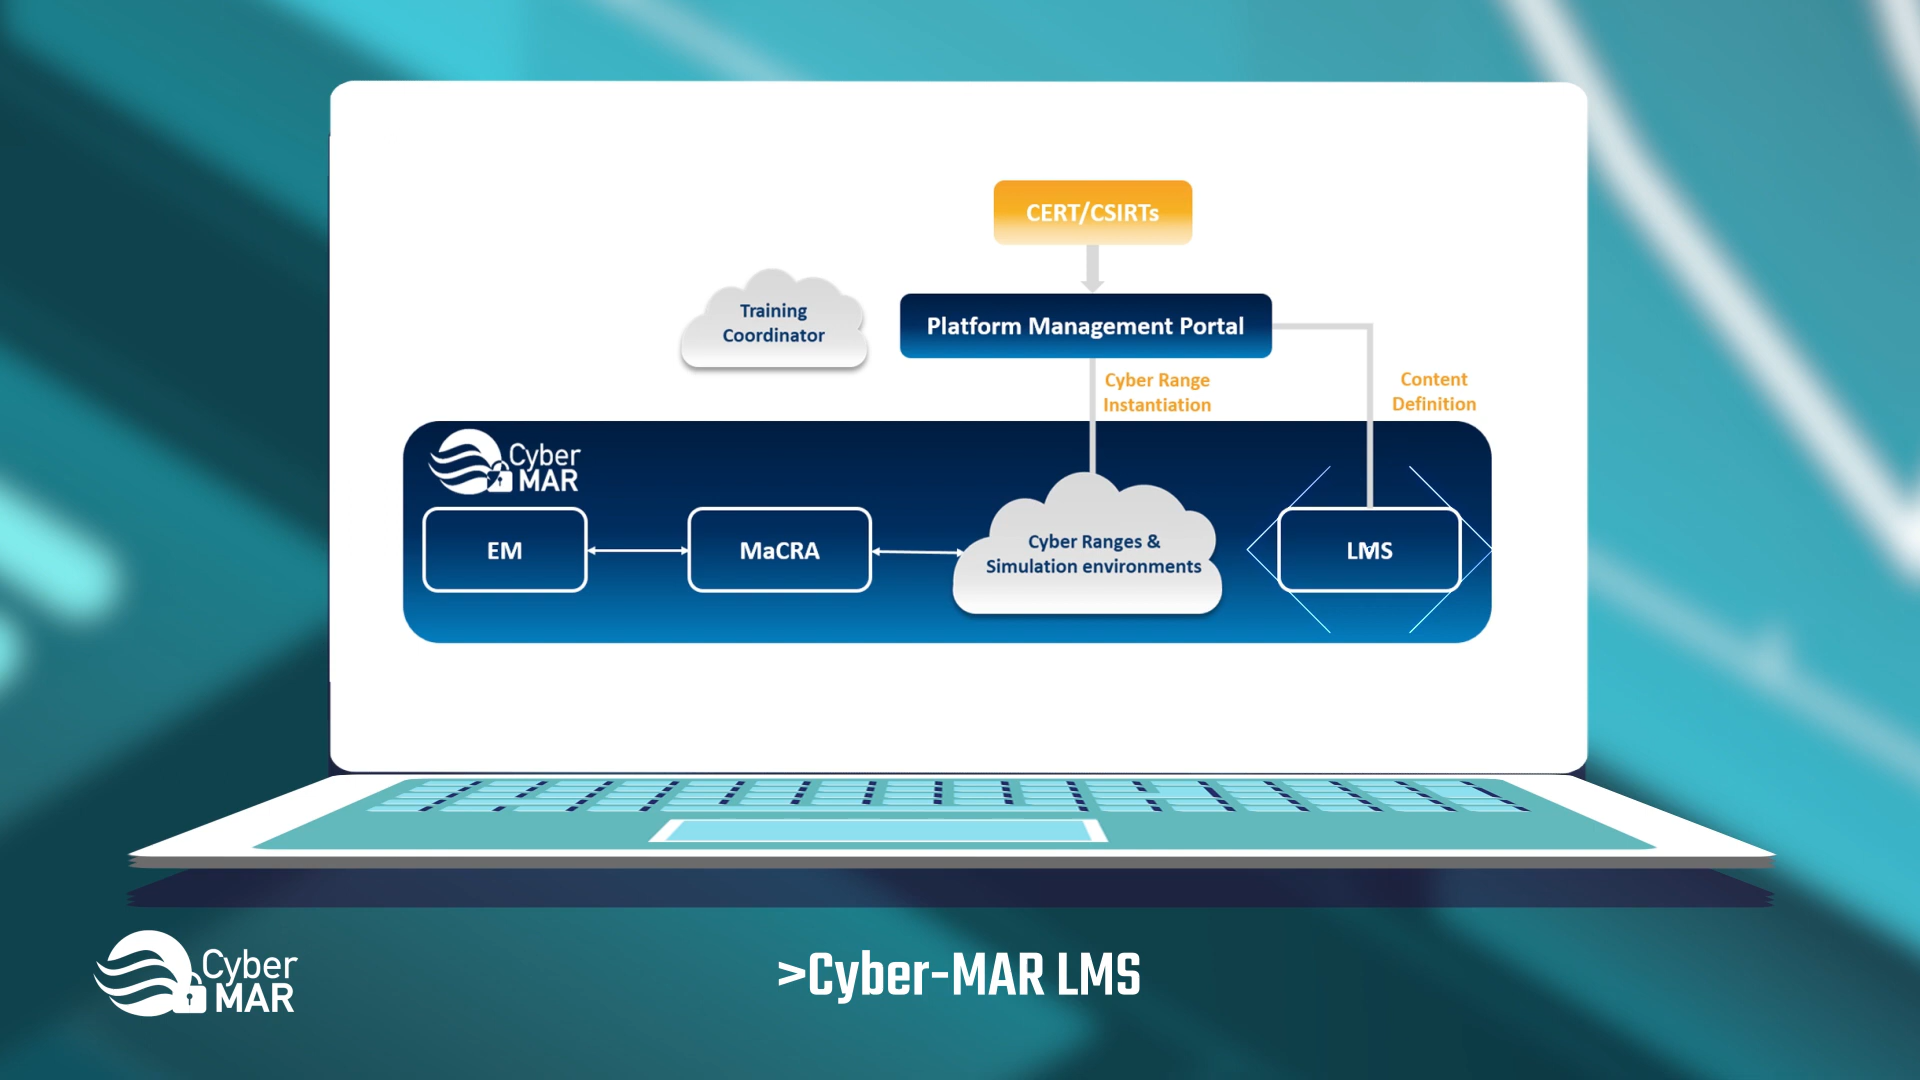 CERT/CSIRTs
Training
Coordinator
Platform Management Portal
Cyber Range
Instantiation
Content
Definition
Cyber
MAR
EM
MaCRA
Cyber Ranges &
Simulation environments
LMS
Cyber
MAR
>Cyber-MAR LMS